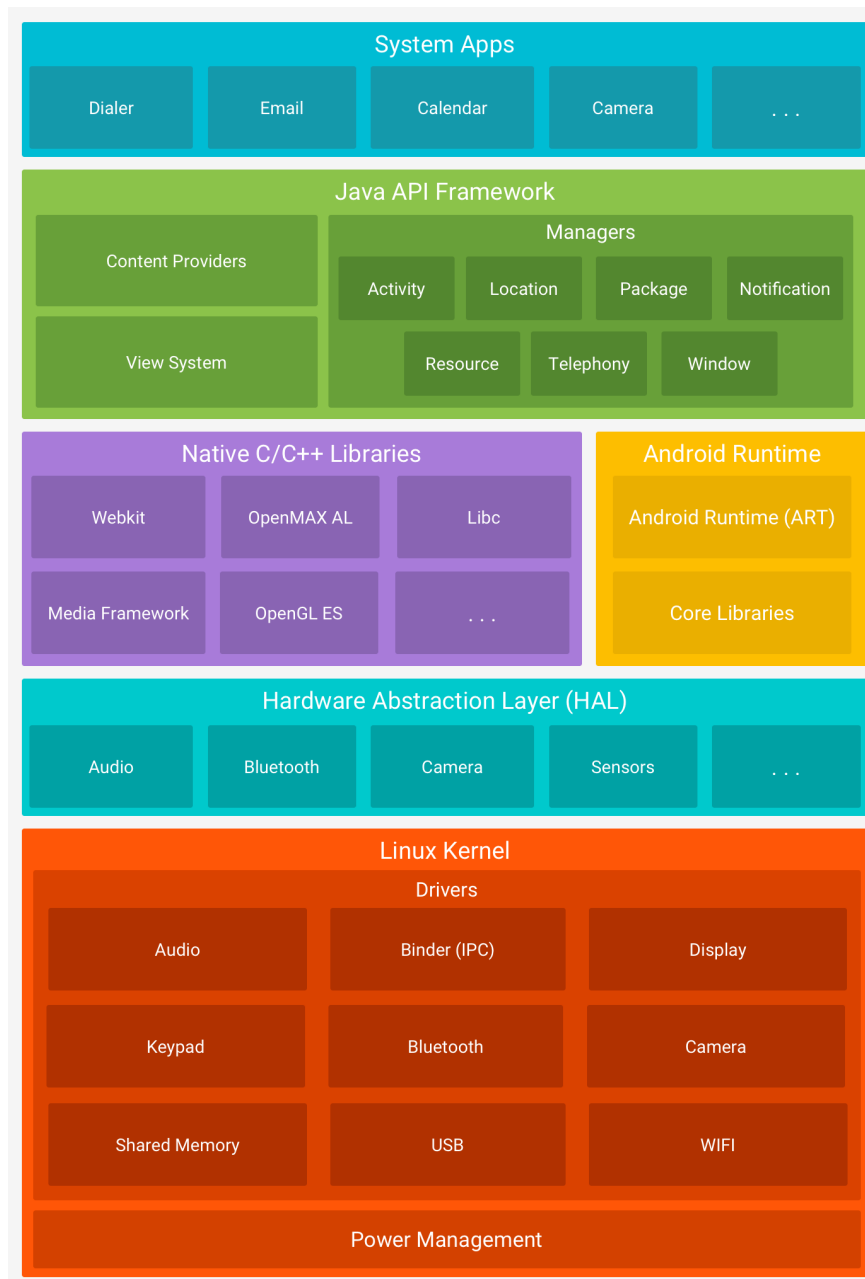 System Apps
Dialer
Email
Calendar
Camera
. . .
Java API Framework
Content Providers
View System
Managers
Activity
Location
Package
Notification
Resource
Telephony
Window
Native C/C++ Libraries
Webkit
OpenMAX AL
Libc
Media Framework
OpenGL ES
. . .
Android Runtime
Android Runtime (ART)
Core Libraries
Hardware Abstraction Layer (HAL)
Audio
Bluetooth
Camera
Sensors
. . .
Linux Kernel
Drivers
Audio
Binder (IPC)
Display
Keypad
Bluetooth
Camera
Shared Memory
USB
WIFI
Power Management